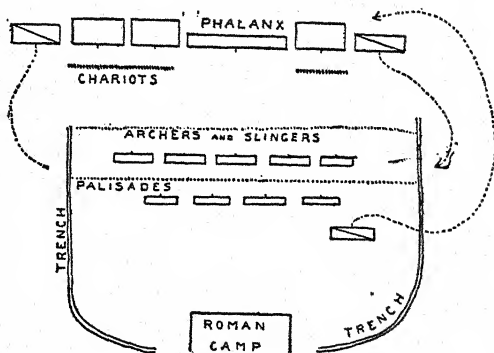 PHALANX
CHARIOTS
ARCHERS AND SLINGERS
PALISADES
TRENCH
TRENCH
ROMAN
CAMP